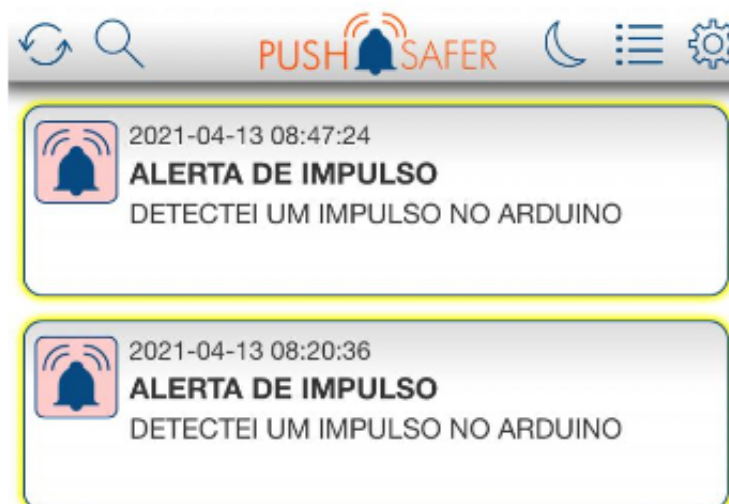 PUSHSAFER
2021-04-13 08:47:24
ALERTA DE IMPULSO
DETECTEI UM IMPULSO NO ARDUINO
2021-04-13 08:20:36
ALERTA DE IMPULSO
DETECTEI UM IMPULSO NO ARDUINO